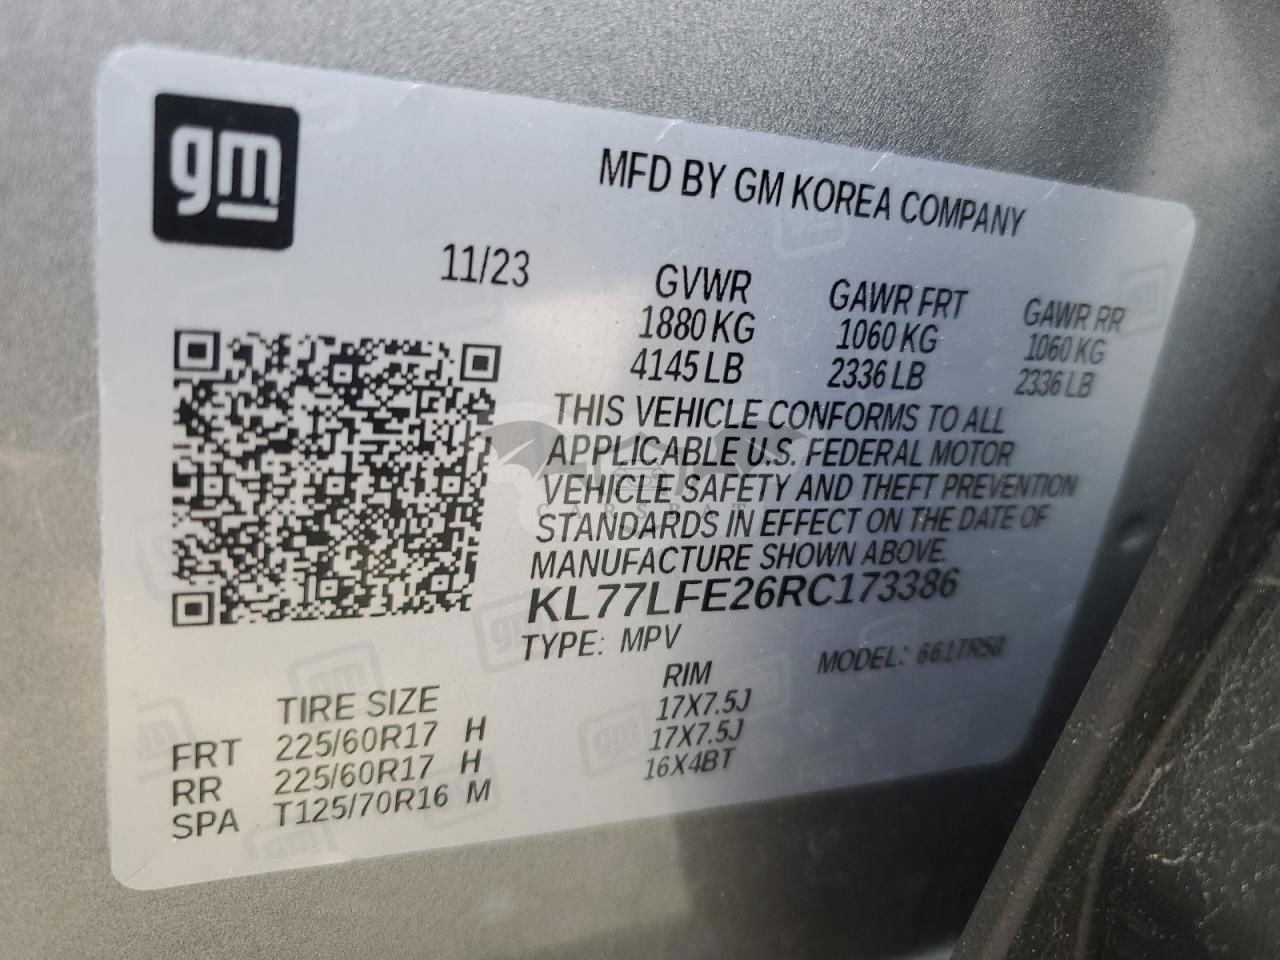 gm
MFD BY GM KOREA COMPANY
11/23
GVWR GAWR FRT GAWR RR
1880 KG 1060 KG 1060 KG
4145 LB 2336 LB 2336 LB
THIS VEHICLE CONFORMS TO ALL
APPLICABLE U.S. FEDERAL MOTOR
VEHICLE SAFETY AND THEFT PREVENTION
STANDARDS IN EFFECT ON THE DATE OF
MANUFACTURE SHOWN ABOVE.
KL77LFE26RC173386
TYPE: MPV MODEL:
TIRE SIZE RIM
FRT 225/60R17 H 17X7.5J
RR 225/60R17 H 17X7.5J
SPA T125/70R16 M 16X4BT